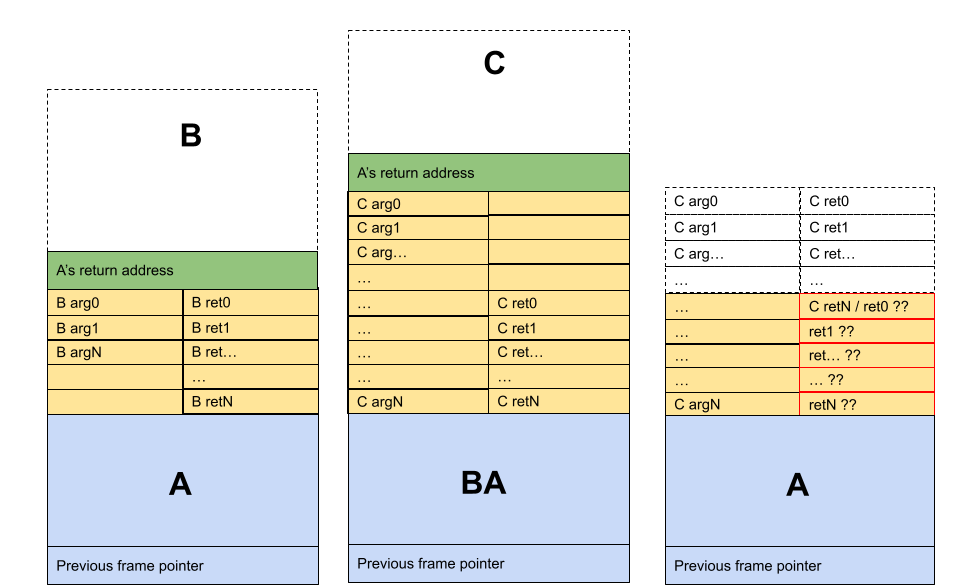 B
A's return address
B arg0
B ret0
B arg1
B ret1
B argN
B ret…
…
B retN
A
Previous frame pointer
C
A's return address
C arg0
C arg1
C arg…
…
…
C ret0
…
C ret1
…
C ret…
…
…
C argN
C retN
BA
Previous frame pointer
C arg0
C ret0
C arg1
C ret1
C arg…
C ret…
…
…
…
C retN / ret0 ??
…
ret1 ??
…
ret… ??
…
… ??
C argN
retN ??
A
Previous frame pointer